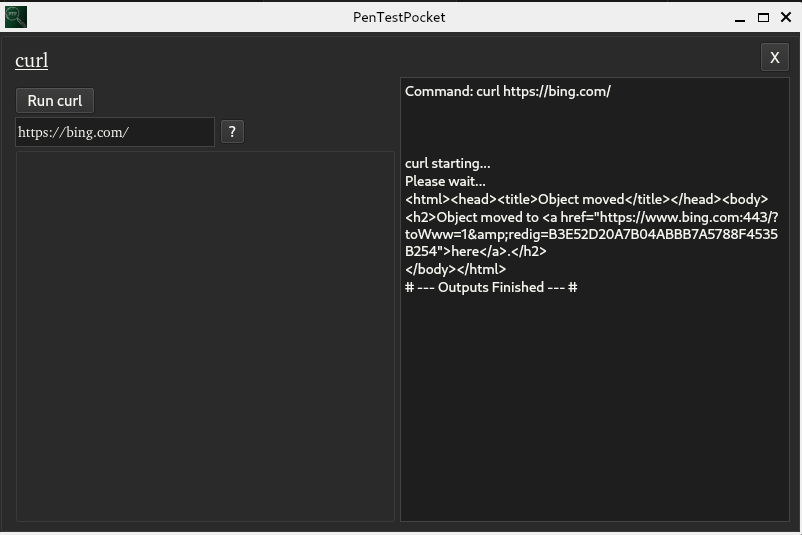 PenTestPocket
curl
X
Run curl
https://bing.com/
?
Command: curl https://bing.com/
curl starting...
Please wait...
<html><head><title>Object moved</title></head><body>
<h2>Object moved to <a href="https://www.bing.com:443/?
toWww=1&amp;redig=B3E52D20A7B04ABBB7A5788F4535
B254">here</a>.</h2>
</body></html>
# --- Outputs Finished --- #